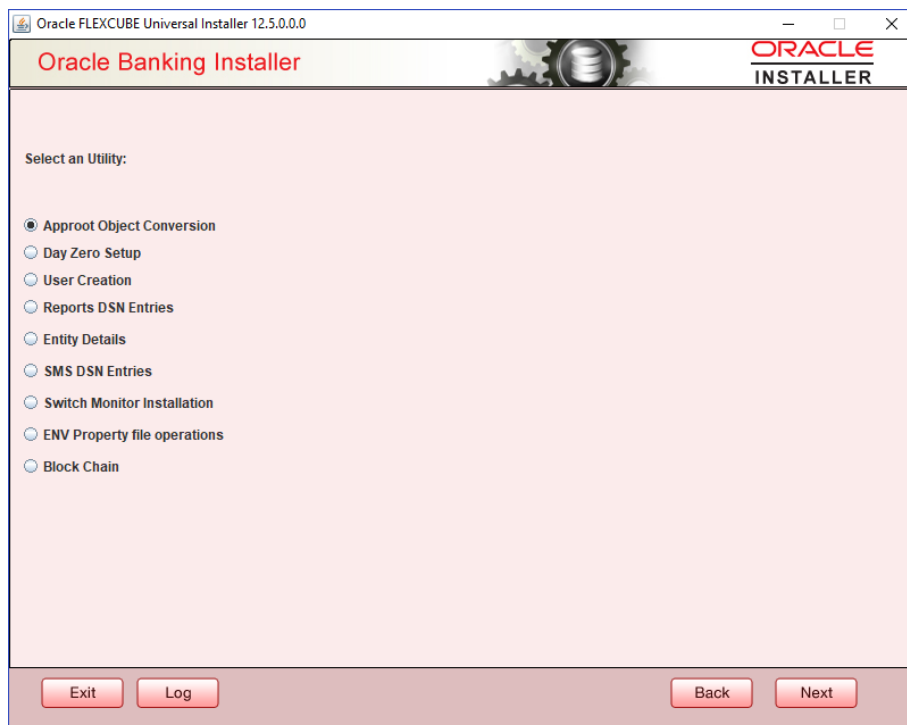 Oracle FLEXCUBE Universal Installer 12.5.0.0.0
Oracle Banking Installer
ORACLE
INSTALLER
Select an Utility:
Approot Object Conversion
Day Zero Setup
User Creation
Reports DSN Entries
Entity Details
SMS DSN Entries
Switch Monitor Installation
ENV Property file operations
Block Chain
Exit Log Back Next